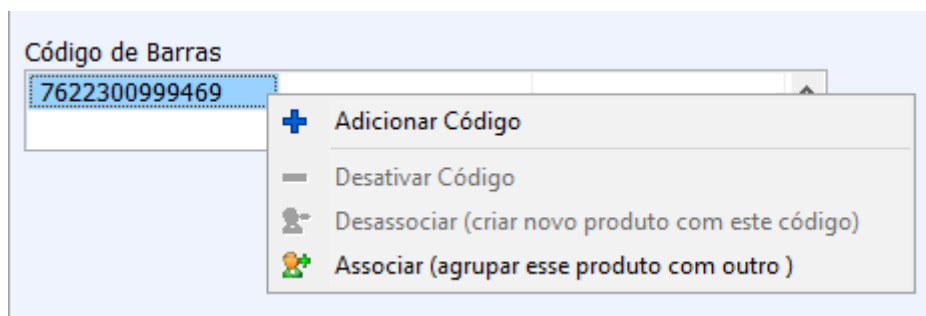 Código de Barras
7622300999469
Adicionar Código
Desativar Código
Desassociar (criar novo produto com este código)
Associar (agrupar esse produto com outro )